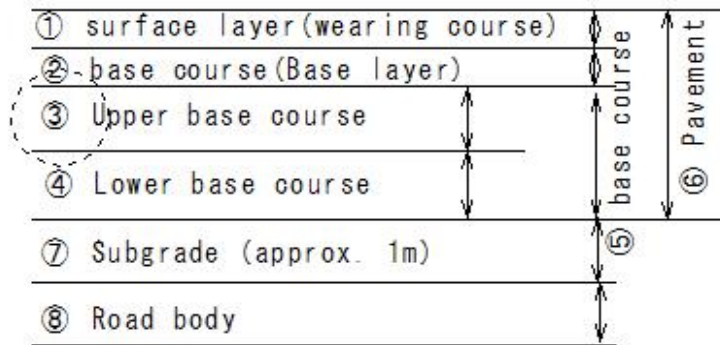 ① surface layer(wearing course)
② base course(Base layer)
③ Upper base course
④ Lower base course
⑤ base course
⑥ Pavement
⑦ Subgrade (approx. 1m)
⑧ Road body